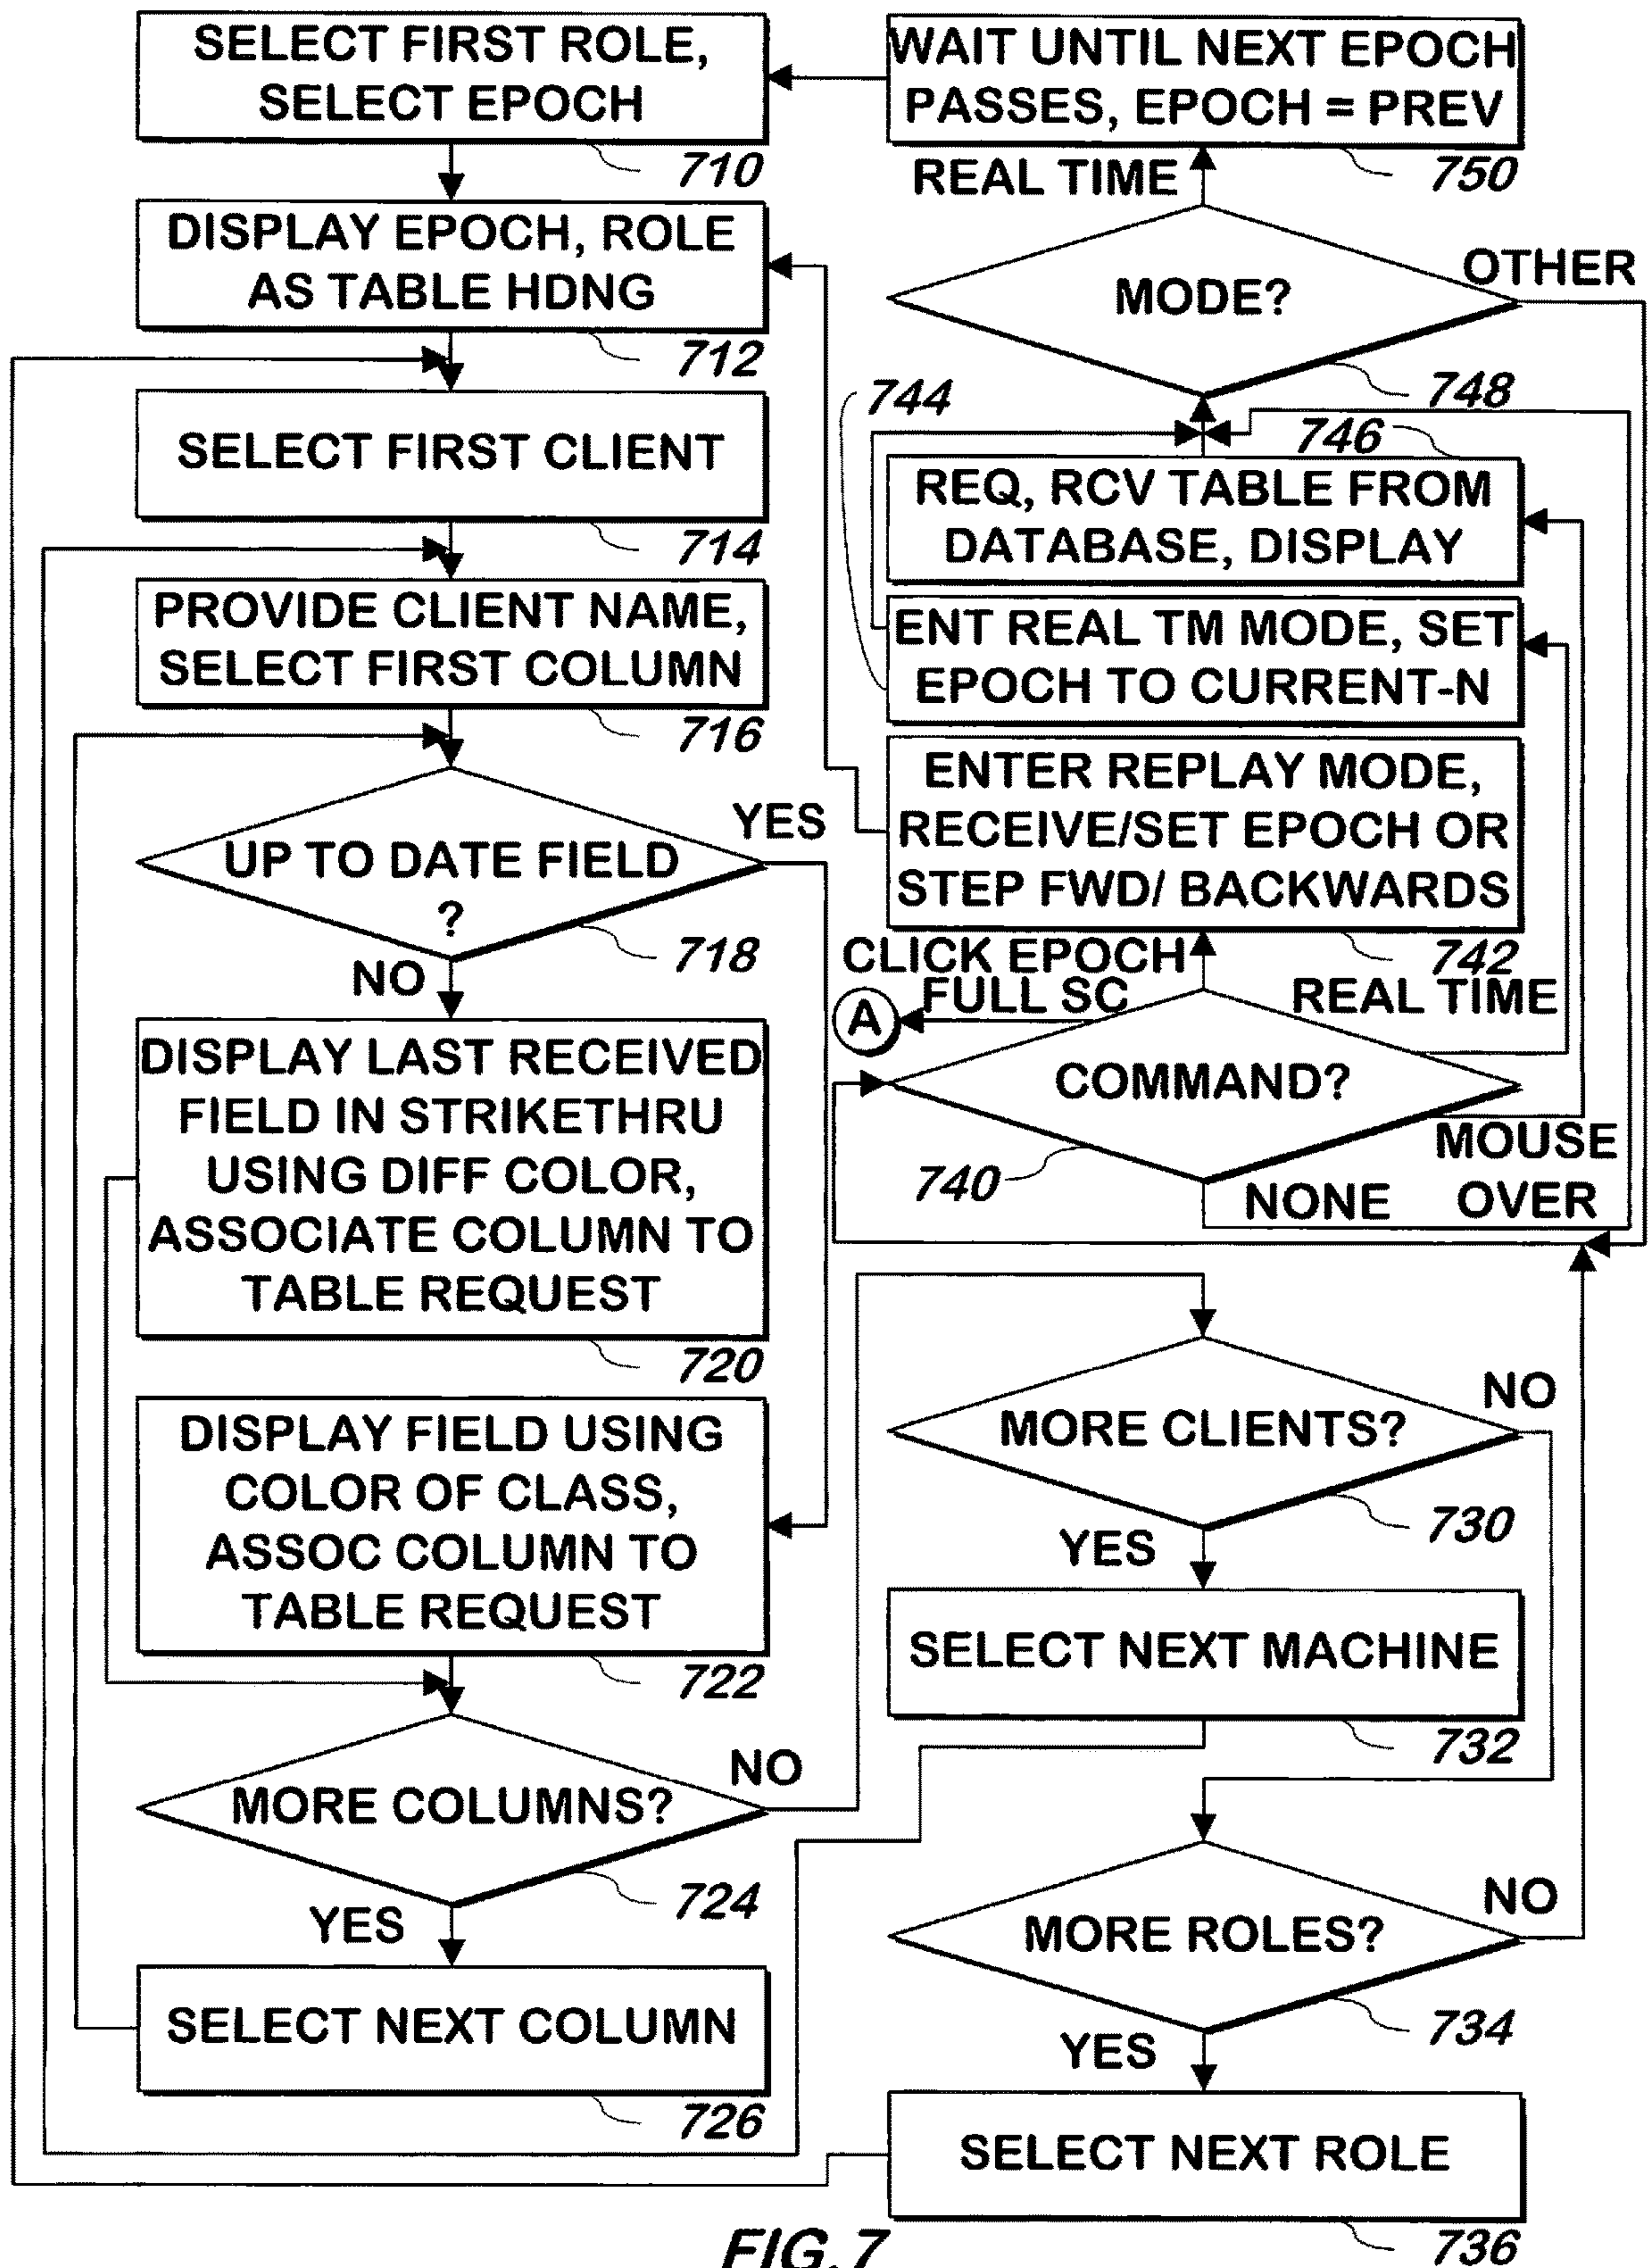 SELECT FIRST ROLE,
SELECT EPOCH
710
DISPLAY EPOCH, ROLE
AS TABLE HDNG
712
SELECT FIRST CLIENT
714
PROVIDE CLIENT NAME,
SELECT FIRST COLUMN
716
UP TO DATE FIELD
?
YES
718
NO
DISPLAY LAST RECEIVED
FIELD IN STRIKETHRU
USING DIFF COLOR,
ASSOCIATE COLUMN TO
TABLE REQUEST
720
DISPLAY FIELD USING
COLOR OF CLASS,
ASSOC COLUMN TO
TABLE REQUEST
722
MORE COLUMNS?
NO
724
YES
SELECT NEXT COLUMN
726
WAIT UNTIL NEXT EPOCH
PASSES, EPOCH = PREV
750
REAL TIME
MODE?
OTHER
748
744
746
REQ, RCV TABLE FROM
DATABASE, DISPLAY
ENT REAL TM MODE, SET
EPOCH TO CURRENT-N
ENTER REPLAY MODE,
RECEIVE/SET EPOCH OR
STEP FWD/ BACKWARDS
742
CLICK EPOCH
FULL SC
A
REAL TIME
COMMAND?
740
MOUSE
OVER
NONE
MORE CLIENTS?
NO
730
YES
SELECT NEXT MACHINE
732
MORE ROLES?
NO
734
YES
SELECT NEXT ROLE
736
FIG.7